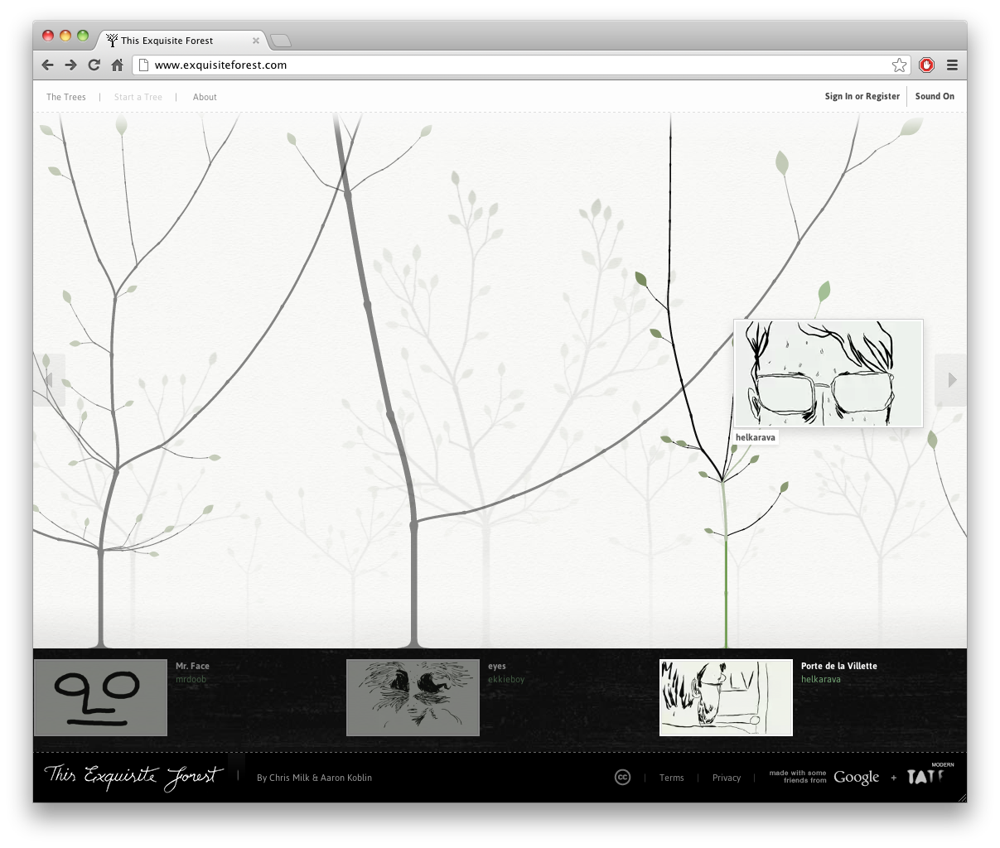 This Exquisite Forest
www.exquisiteforest.com
The Trees | Start a Tree | About
Sign In or Register | Sound On
helkarava
Mr. Face
mrdoob
eyes
ekkieboy
Porte de la Villette
helkarava
This Exquisite Forest | By Chris Milk & Aaron Koblin
cc | Terms | Privacy | made with some
friends from Google + TATE
MODERN